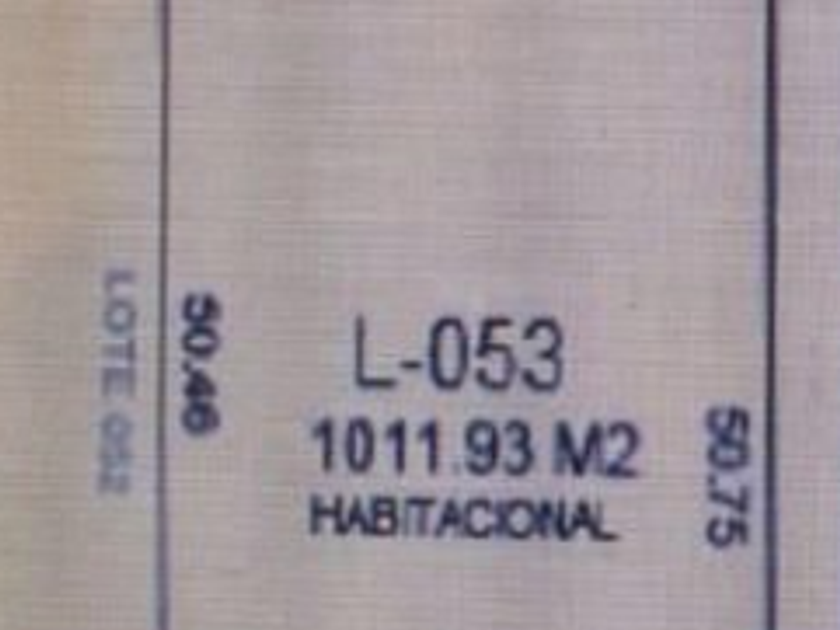 LOTE 052
50.46
L-053
1011.93 M2
HABITACIONAL
50.75